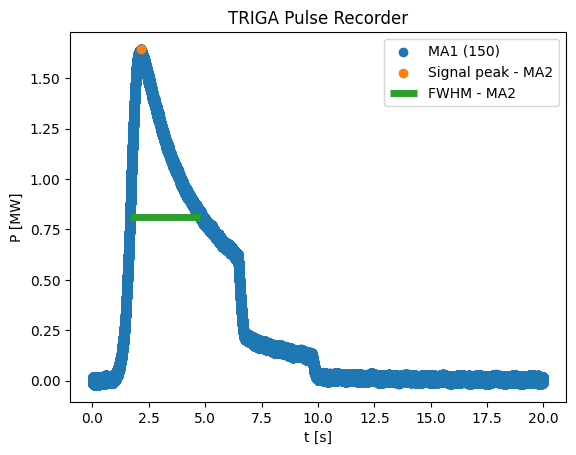 TRIGA Pulse Recorder
MA1 (150)
Signal peak - MA2
FWHM - MA2
P [MW]
1.50
1.25
1.00
0.75
0.50
0.25
0.00
0.0 2.5 5.0 7.5 10.0 12.5 15.0 17.5 20.0
t [s]